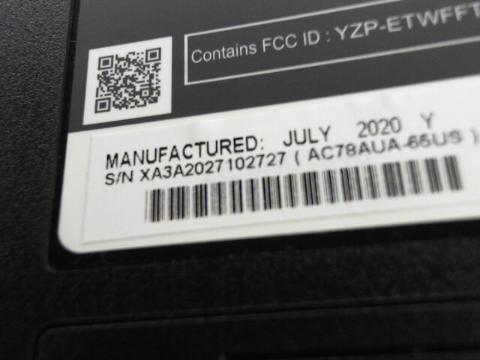 Contains FCC ID : YZP-ETWFFT
MANUFACTURED: JULY 2020 Y
S/N XA3A2027102727 ( AC78AUA-65US )